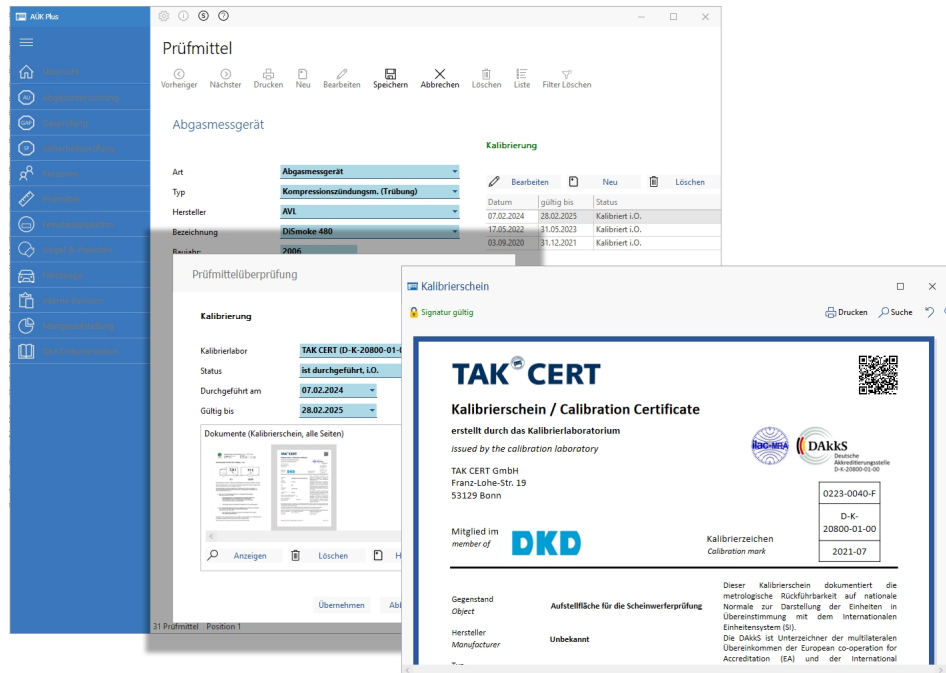 AÜK Plus
Prüfmittel
Vorheriger Nächster Drucken Neu Bearbeiten Speichern Abbrechen Löschen Liste Filter Löschen
Abgasmessgerät
Art Abgasmessgerät
Typ Kompressionszündungsm. (Trübung)
Hersteller AVL
Bezeichnung DiSmoke 480
Baujahr 2006
Kalibrierung
Bearbeiten Neu Löschen
Datum gültig bis Status
07.02.2024 28.02.2025 Kalibriert i.O.
17.05.2022 31.05.2023 Kalibriert i.O.
03.09.2020 31.12.2021 Kalibriert i.O.
Prüfmittelüberprüfung
Kalibrierung
Kalibrierlabor TAK CERT (D-K-20800-01-
Status ist durchgeführt, i.O.
Durchgeführt am 07.02.2024
Gültig bis 28.02.2025
Dokumente (Kalibrierschein, alle Seiten)
Anzeigen Löschen H
Übernehmen Ab
31 Prüfmittel Position 1
Kalibrierschein
Signatur gültig
Drucken Suche
TAK CERT
Kalibrierschein / Calibration Certificate
erstellt durch das Kalibrierlaboratorium
issued by the calibration laboratory
TAK CERT GmbH
Franz-Lohe-Str. 19
53129 Bonn
ilac-MRA
DAkkS
Deutsche
Akkreditierungsstelle
D-K-20800-01-00
Mitglied im
member of
DKD
Kalibrierzeichen
Calibration mark
0223-0040-F
D-K-
20800-01-00
2021-07
Gegenstand
Object
Aufstellfläche für die Scheinwerferprüfung
Hersteller
Manufacturer
Unbekannt
Dieser Kalibrierschein dokumentiert die
metrologische Rückführbarkeit auf nationale
Normale zur Darstellung der Einheiten in
Übereinstimmung mit dem Internationalen
Einheitensystem (SI).
Die DAkkS ist Unterzeichner der multilateralen
Übereinkommen der European co-operation for
Accreditation (EA) und der International